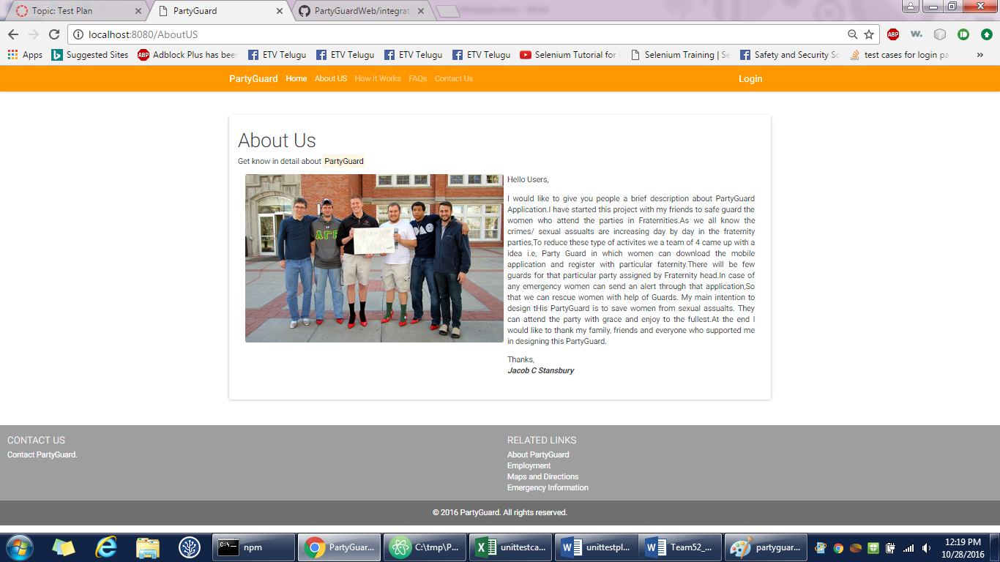 Topic: Test Plan
PartyGuard
PartyGuardWeb/integrat
localhost:8080/AboutUS
Apps
Suggested Sites
ABP
Adblock Plus has been
ETV Telugu
ETV Telugu
ETV Telugu
ETV Telugu
Selenium Tutorial for
Selenium Training | Se
Safety and Security Sc
test cases for login pa
»
ABP
W.
PartyGuard Home About US How It Works FAQs Contact Us Login
About Us
Get know in detail about PartyGuard
Hello Users,
I would like to give you people a brief description about PartyGuard
Application.I have started this project with my friends to safe guard the
women who attend the parties in Fraternities.As we all know the
crimes/ sexual assualts are increasing day by day in the fraternity
parties,To reduce these type of activites we a team of 4 came up with a
idea i.e, Party Guard in which women can download the mobile
application and register with particular faternity.There will be few
guards for that particular party assigned by Fraternity head.In case of
any emergency women can send an alert through that application,So
that we can rescue women with help of Guards. My main intention to
design tHis PartyGuard is to save women from sexual assualts. They
can attend the party with grace and enjoy to the fullest.At the end I
would like to thank my family, friends and everyone who supported me
in designing this PartyGuard.
Thanks,
Jacob C Stansbury
CONTACT US
Contact PartyGuard.
RELATED LINKS
About PartyGuard
Employment
Maps and Directions
Emergency Information
© 2016 PartyGuard. All rights reserved.
npm
PartyGuar...
C:\tmp\P...
unittestca...
unittestpl...
Team52_...
partyguar...
12:19 PM
10/28/2016